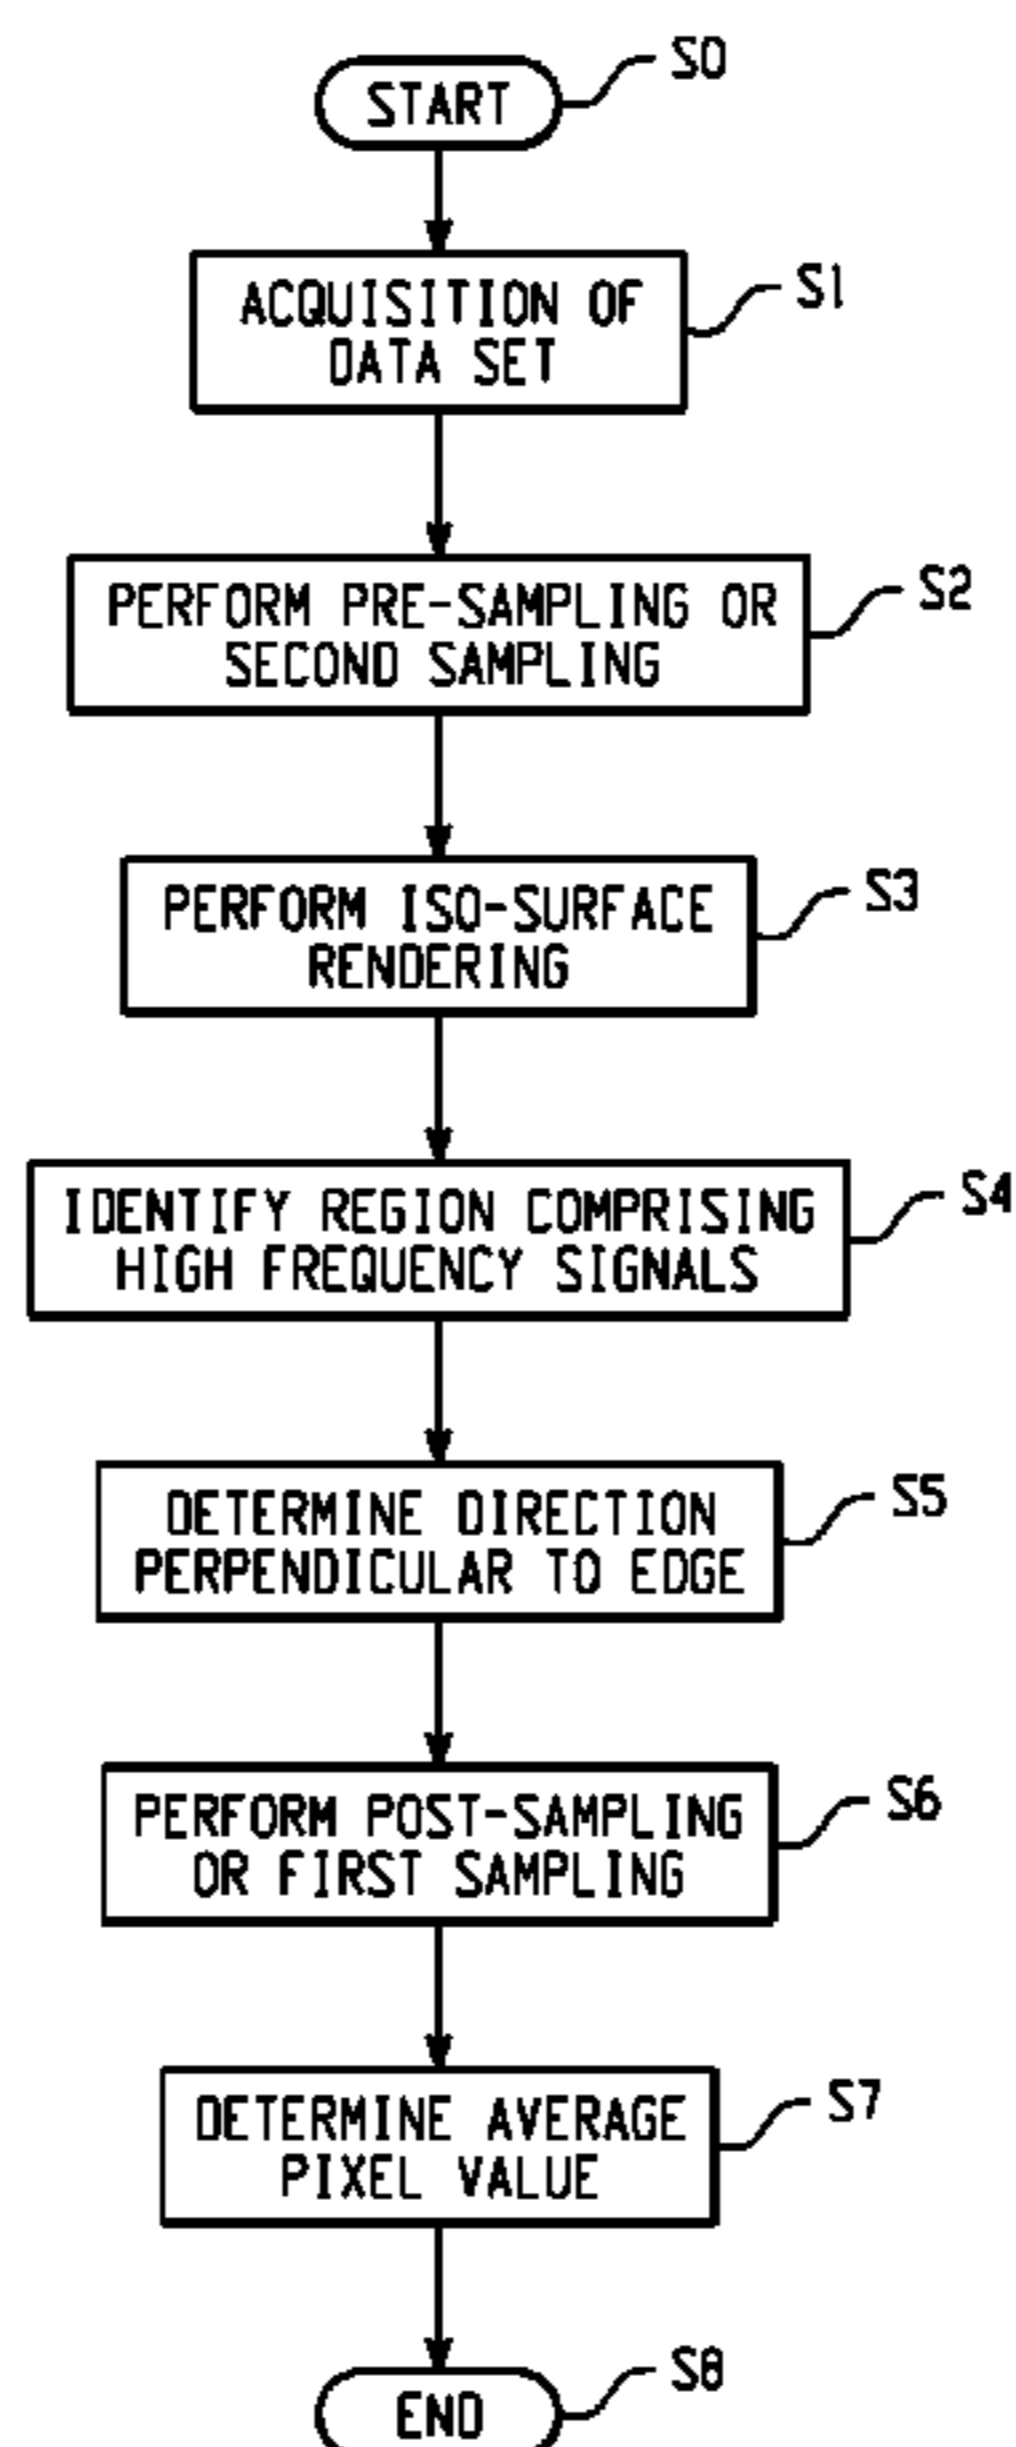 START
S0
ACQUISITION OF
DATA SET
S1
PERFORM PRE-SAMPLING OR
SECOND SAMPLING
S2
PERFORM ISO-SURFACE
RENDERING
S3
IDENTIFY REGION COMPRISING
HIGH FREQUENCY SIGNALS
S4
DETERMINE DIRECTION
PERPENDICULAR TO EDGE
S5
PERFORM POST-SAMPLING
OR FIRST SAMPLING
S6
DETERMINE AVERAGE
PIXEL VALUE
S7
END
S8